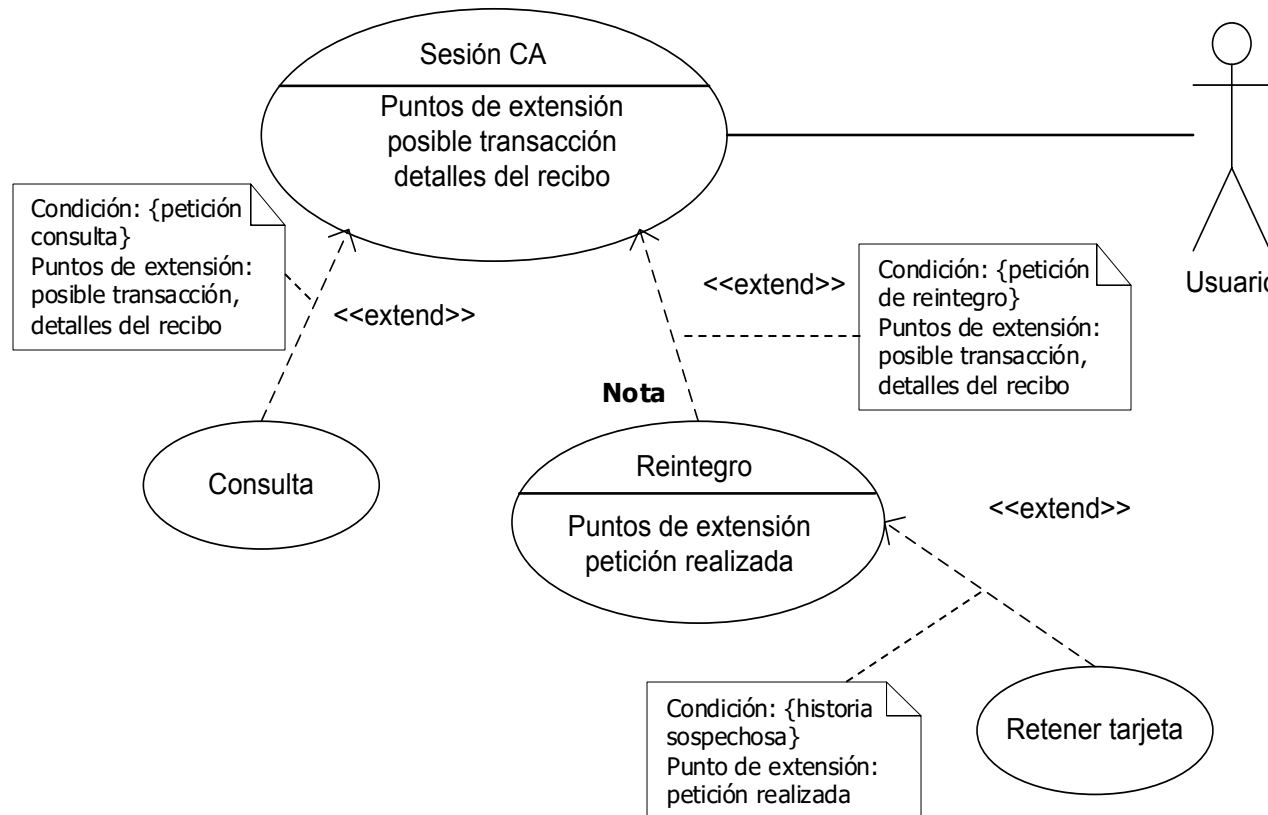 Sesión CA
Puntos de extensión
posible transacción
detalles del recibo
Condición: {petición
consulta}
Puntos de extensión:
posible transacción,
detalles del recibo
<<extend>>
<<extend>>
Condición: {petición
de reintegro}
Puntos de extensión:
posible transacción,
detalles del recibo
Usuario
Nota
Consulta
Reintegro
Puntos de extensión
petición realizada
<<extend>>
Condición: {historia
sospechosa}
Punto de extensión:
petición realizada
Retener tarjeta